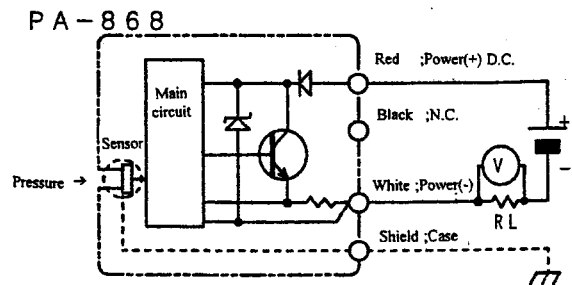 PA-868
Red ;Power(+) D.C.
Main
circuit
Black ;N.C.
Sensor
+
V
-
Pressure →
White ;Power(-)
RL
Shield ;Case